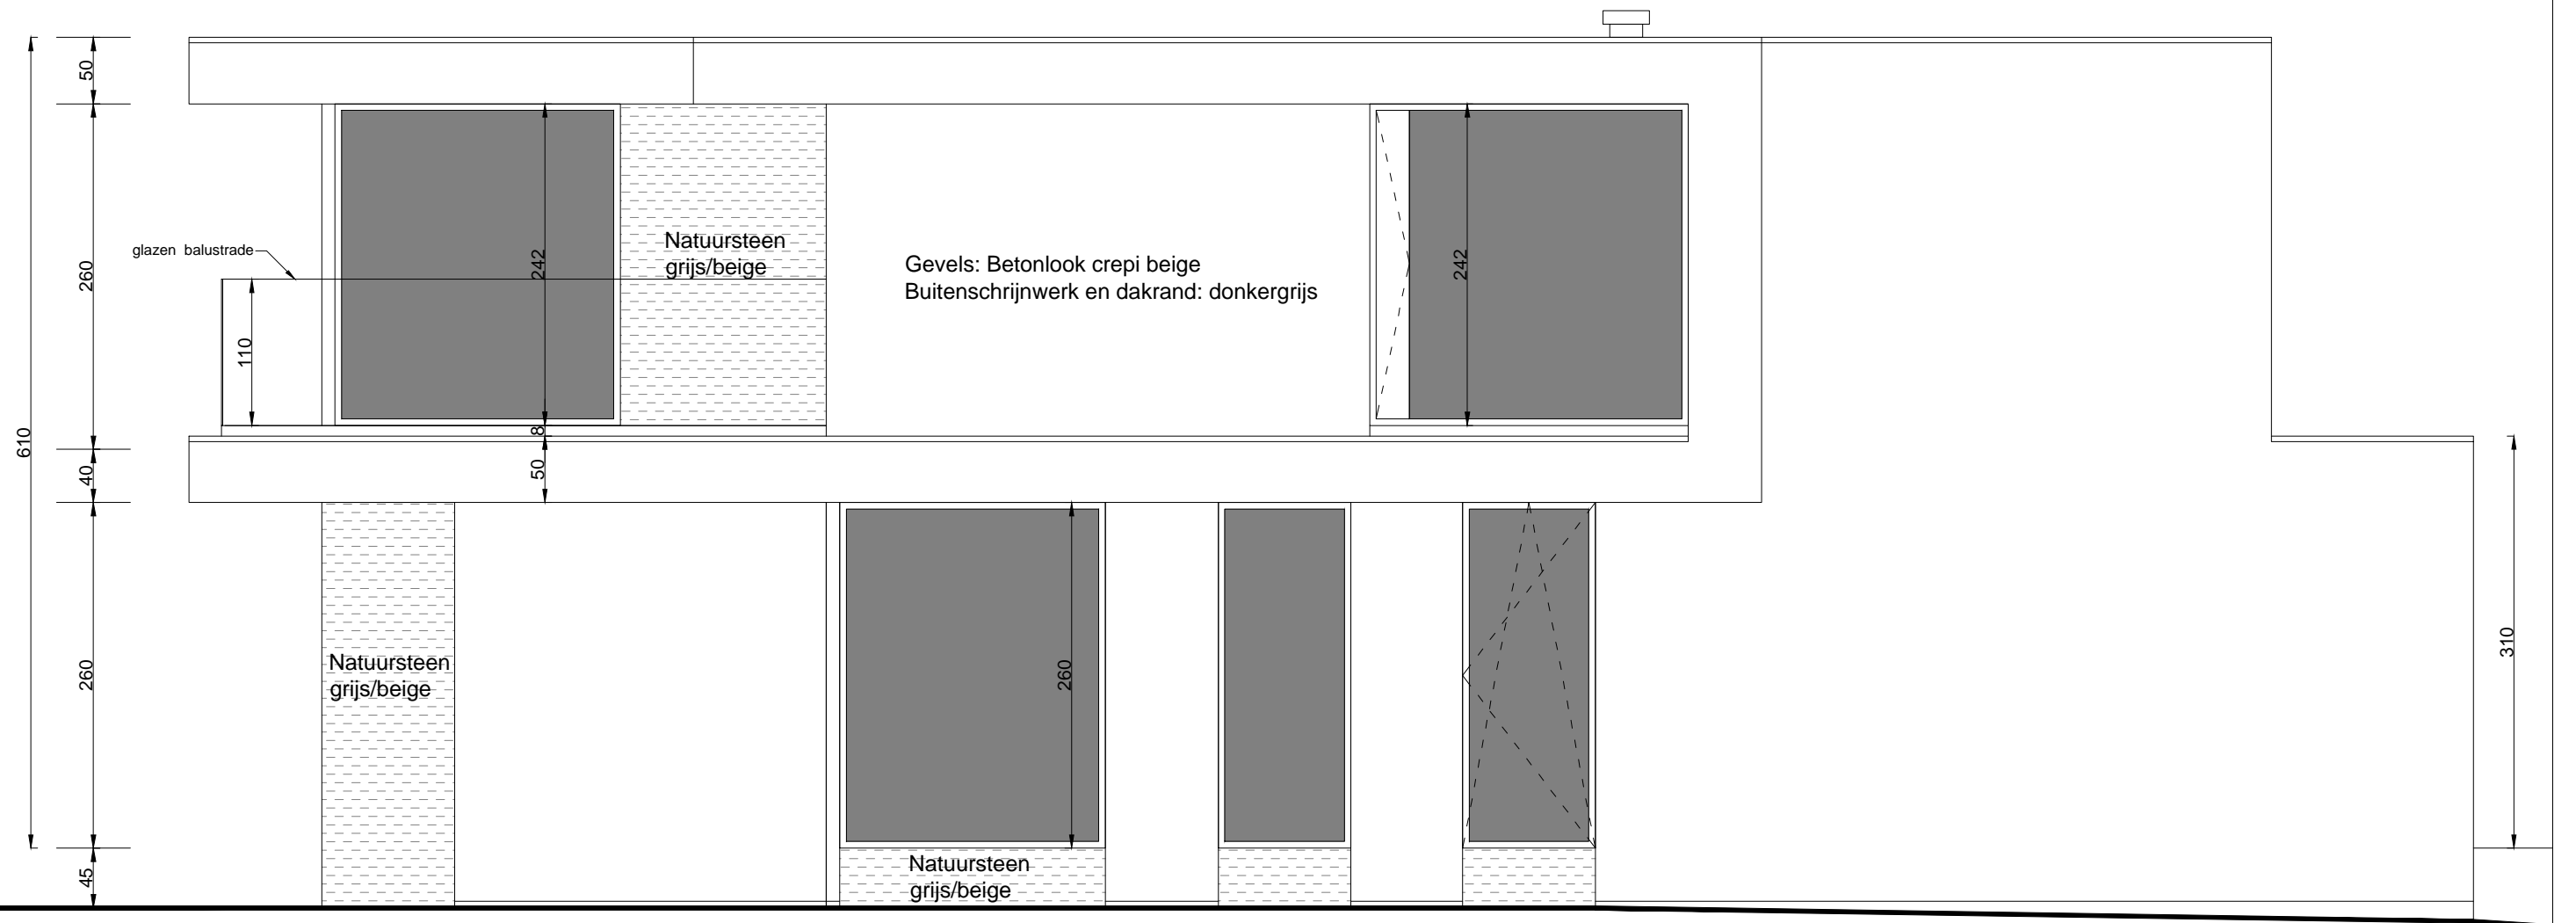 50
260
40
260
45
610
glazen balustrade
110
242
8
50
Natuursteen
grijs/beige
Gevels: Betonlook crepi beige
Buitenschrijnwerk en dakrand: donkergrijs
242
310
Natuursteen
grijs/beige
260
Natuursteen
grijs/beige